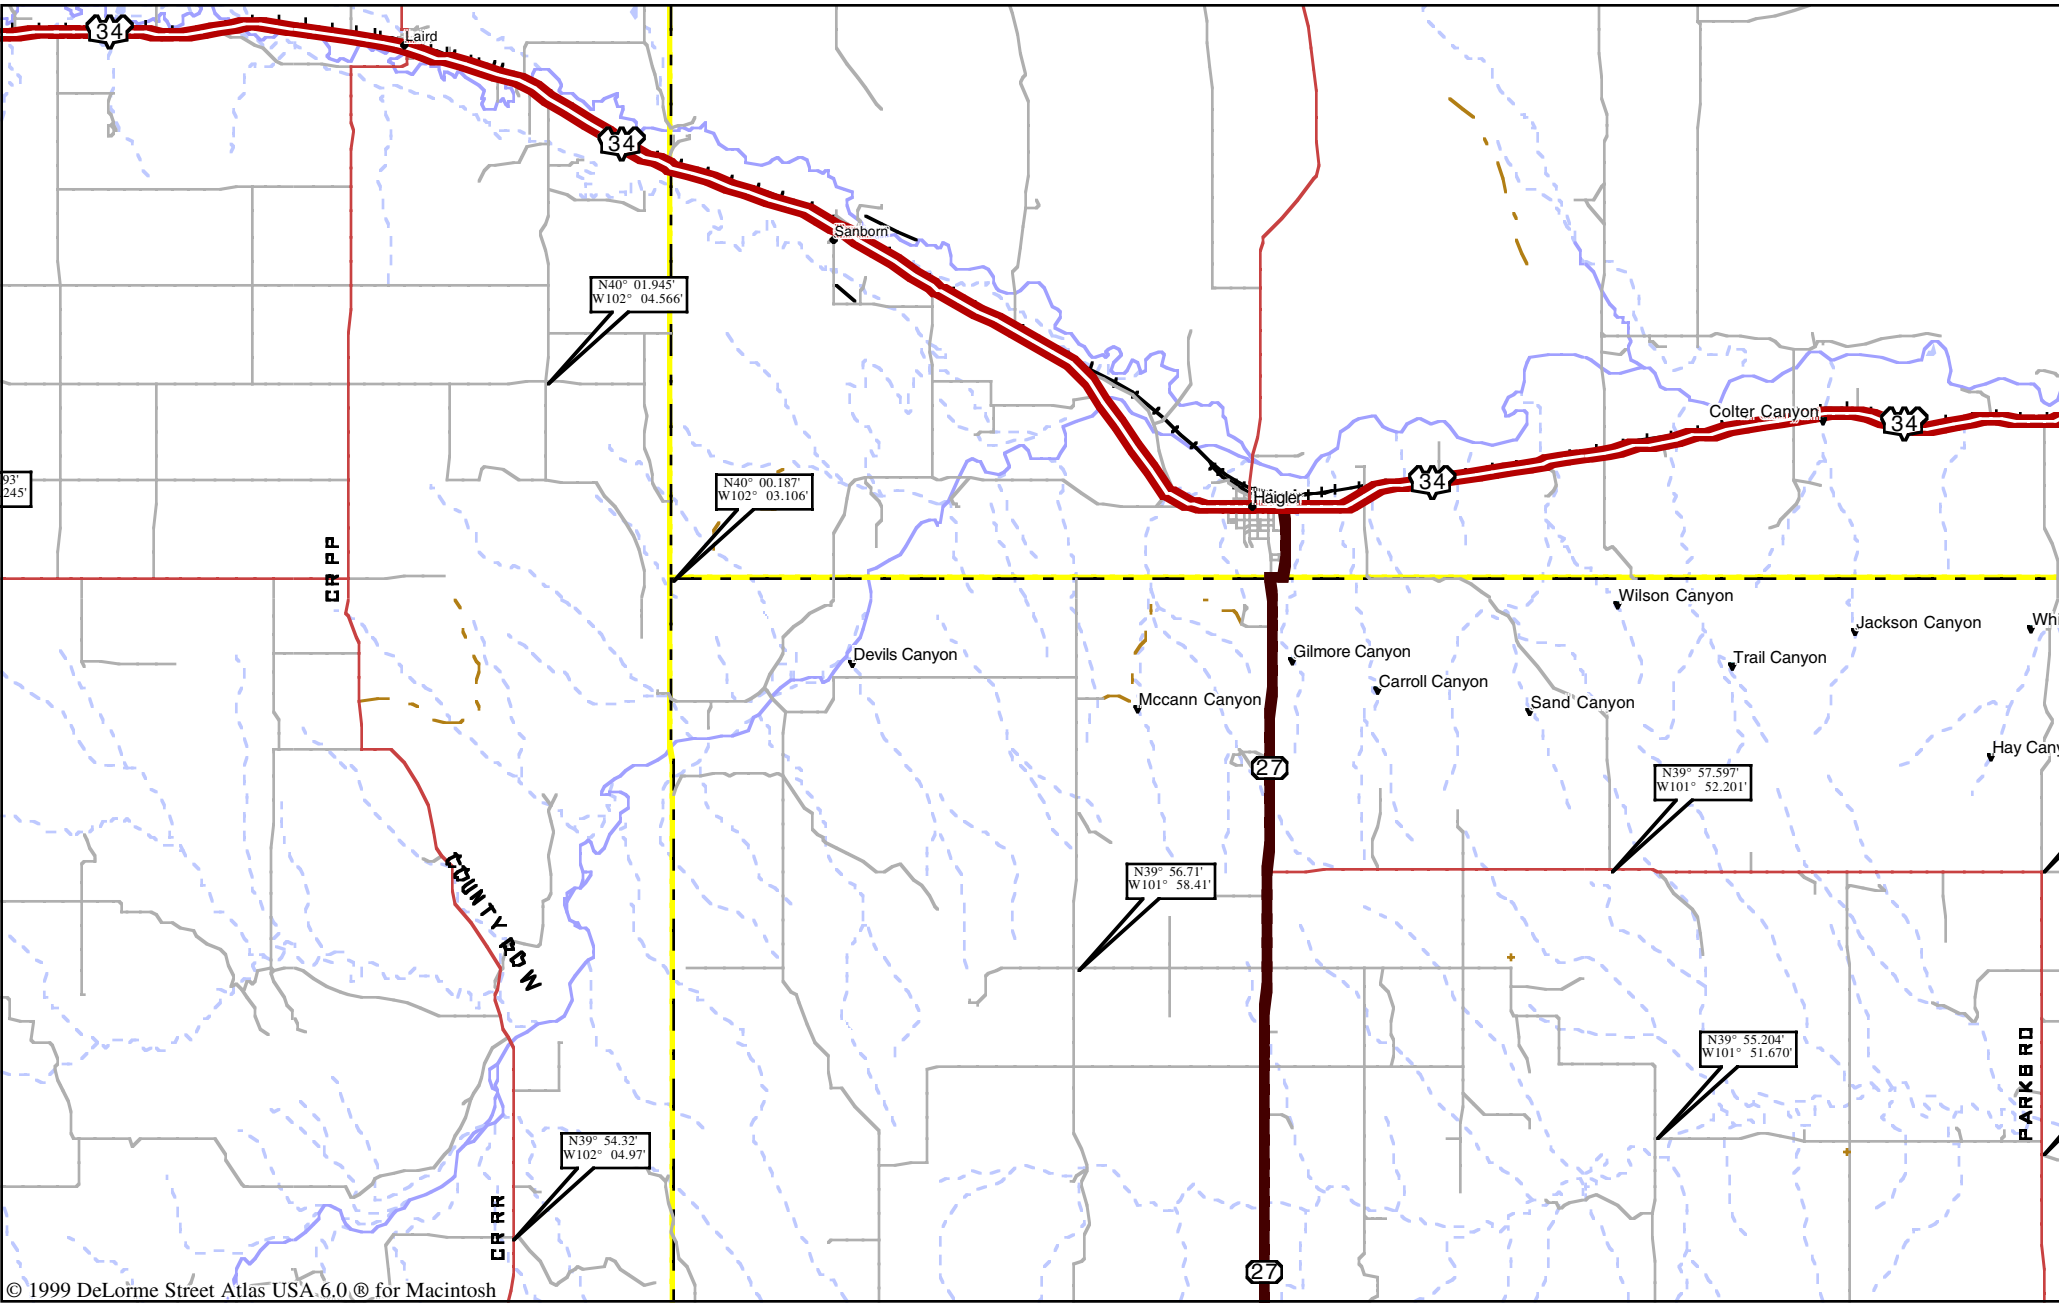 34
Laird
34
Sanborn
N40° 01.945'
W102° 04.566'
Colter Canyon
34
93'
245'
N40° 00.187'
W102° 03.106'
34
Haigler
CR PP
Wilson Canyon
Jackson Canyon
Whi
Devils Canyon
Gilmore Canyon
Trail Canyon
Carroll Canyon
Mccann Canyon
Sand Canyon
Hay Cany
27
N39° 57.597'
W101° 52.201'
COUNTY RD W
N39° 56.71'
W101° 58.41'
N39° 55.204'
W101° 51.670'
PARKS RD
N39° 54.32'
W102° 04.97'
CR RR
27
© 1999 DeLorme Street Atlas USA 6.0 ® for Macintosh